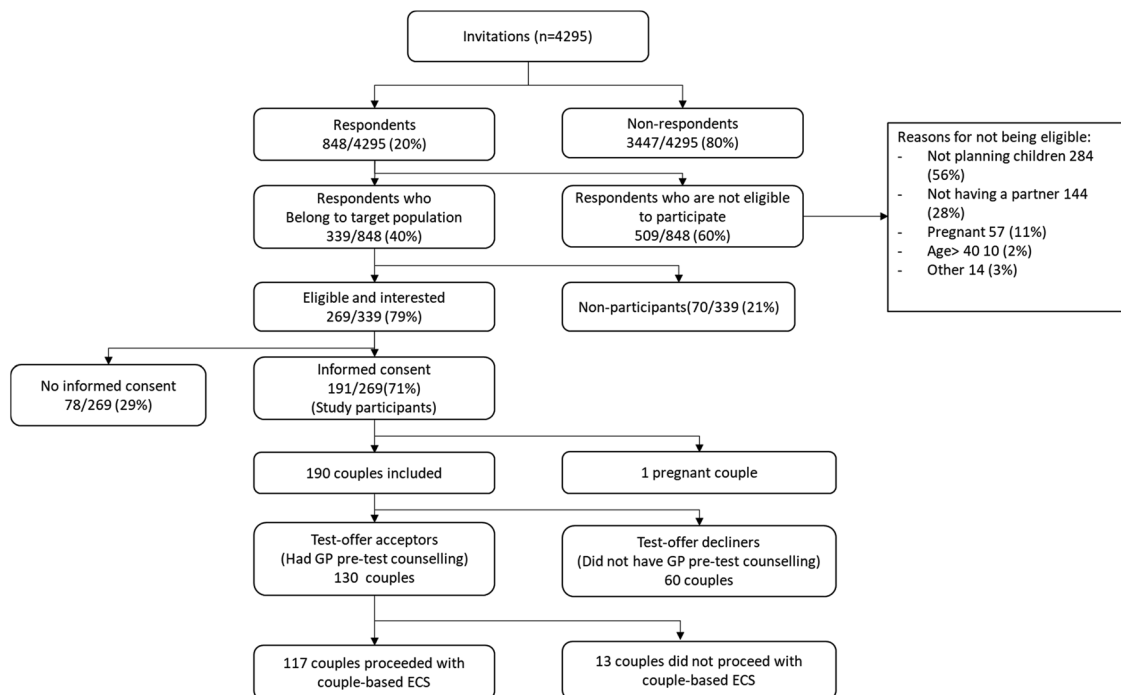 Invitations (n=4295)
Respondents
848/4295 (20%)
Non-respondents
3447/4295 (80%)
Reasons for not being eligible:
- Not planning children 284
(56%)
- Not having a partner 144
(28%)
- Pregnant 57 (11%)
- Age> 40 10 (2%)
- Other 14 (3%)
Respondents who
Belong to target population
339/848 (40%)
Respondents who are not eligible
to participate
509/848 (60%)
Eligible and interested
269/339 (79%)
Non-participants(70/339 (21%)
No informed consent
78/269 (29%)
Informed consent
191/269(71%)
(Study participants)
190 couples included
1 pregnant couple
Test-offer acceptors
(Had GP pre-test counselling)
130 couples
Test-offer decliners
(Did not have GP pre-test counselling)
60 couples
117 couples proceeded with
couple-based ECS
13 couples did not proceed with
couple-based ECS